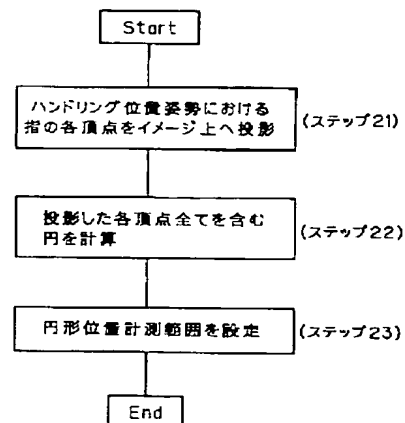 Start
ハンドリング位置姿勢における
指の各頂点をイメージ上へ投影
(ステップ21)
投影した各頂点全てを含む
円を計算
(ステップ22)
円形位置計測範囲を設定
(ステップ23)
End